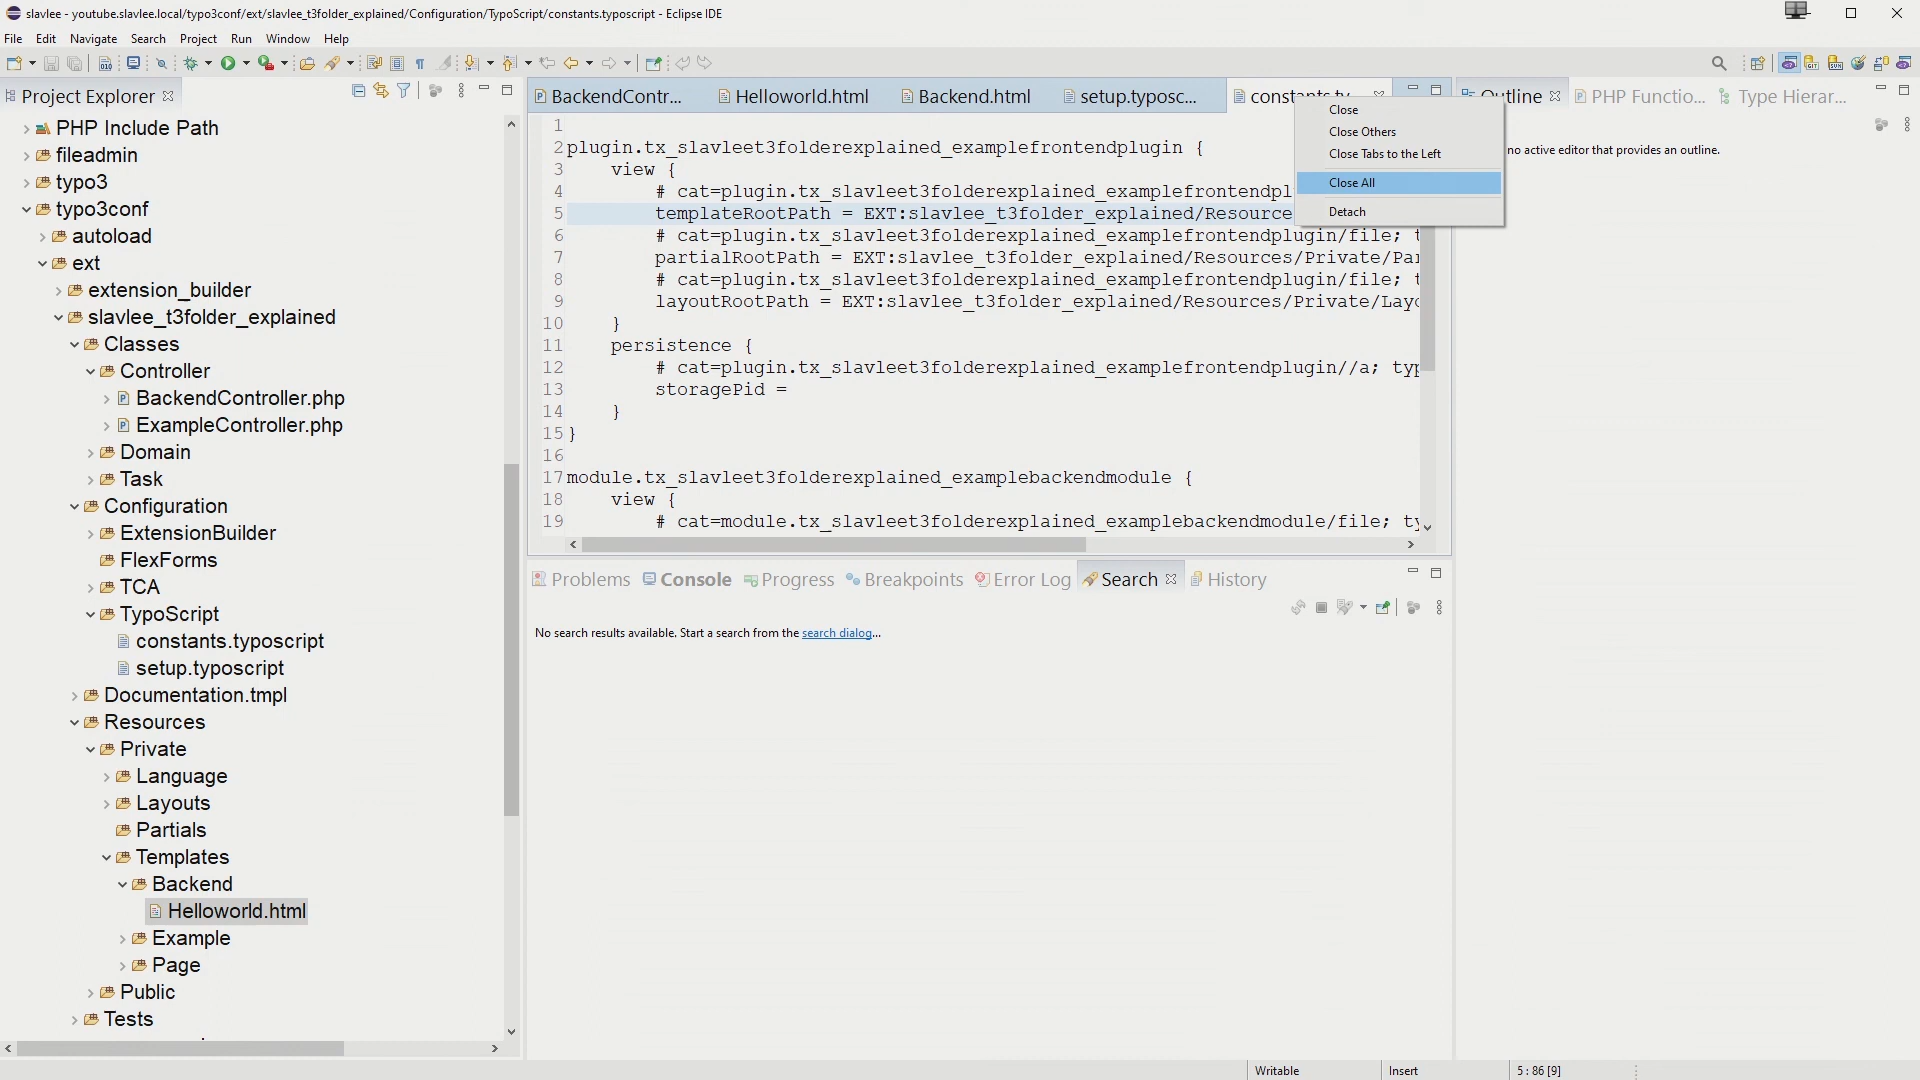 slavlee - youtube.slavlee.local/typo3conf/ext/slavlee_t3folder_explained/Configuration/TypoScript/constants.typoscript - Eclipse IDE
File Edit Navigate Search Project Run Window Help
Project Explorer
PHP Include Path
fileadmin
typo3
typo3conf
autoload
ext
extension_builder
slavlee_t3folder_explained
Classes
Controller
BackendController.php
ExampleController.php
Domain
Task
Configuration
ExtensionBuilder
FlexForms
TCA
TypoScript
constants.typoscript
setup.typoscript
Documentation.tmpl
Resources
Private
Language
Layouts
Partials
Templates
Backend
Helloworld.html
Example
Page
Public
Tests
BackendContr... Helloworld.html Backend.html setup.typosc... constants.ty
1
2 plugin.tx_slavleet3folderexplained_examplefrontendplugin {
3 view {
4 # cat=plugin.tx_slavleet3folderexplained_examplefrontendpl
5 templateRootPath = EXT:slavlee_t3folder_explained/Resource
6 # cat=plugin.tx_slavleet3folderexplained_examplefrontendplugin/file; t
7 partialRootPath = EXT:slavlee_t3folder_explained/Resources/Private/Par
8 # cat=plugin.tx_slavleet3folderexplained_examplefrontendplugin/file; t
9 layoutRootPath = EXT:slavlee_t3folder_explained/Resources/Private/Layo
10 }
11 persistence {
12 # cat=plugin.tx_slavleet3folderexplained_examplefrontendplugin//a; typ
13 storagePid =
14 }
15 }
16
17 module.tx_slavleet3folderexplained_examplebackendmodule {
18 view {
19 # cat=module.tx_slavleet3folderexplained_examplebackendmodule/file; ty
Close
Close Others
Close Tabs to the Left
Close All
Detach
Outline PHP Functio... Type Hierar...
no active editor that provides an outline.
Problems Console Progress Breakpoints Error Log Search History
No search results available. Start a search from the search dialog...
Writable Insert 5 : 86 [9]